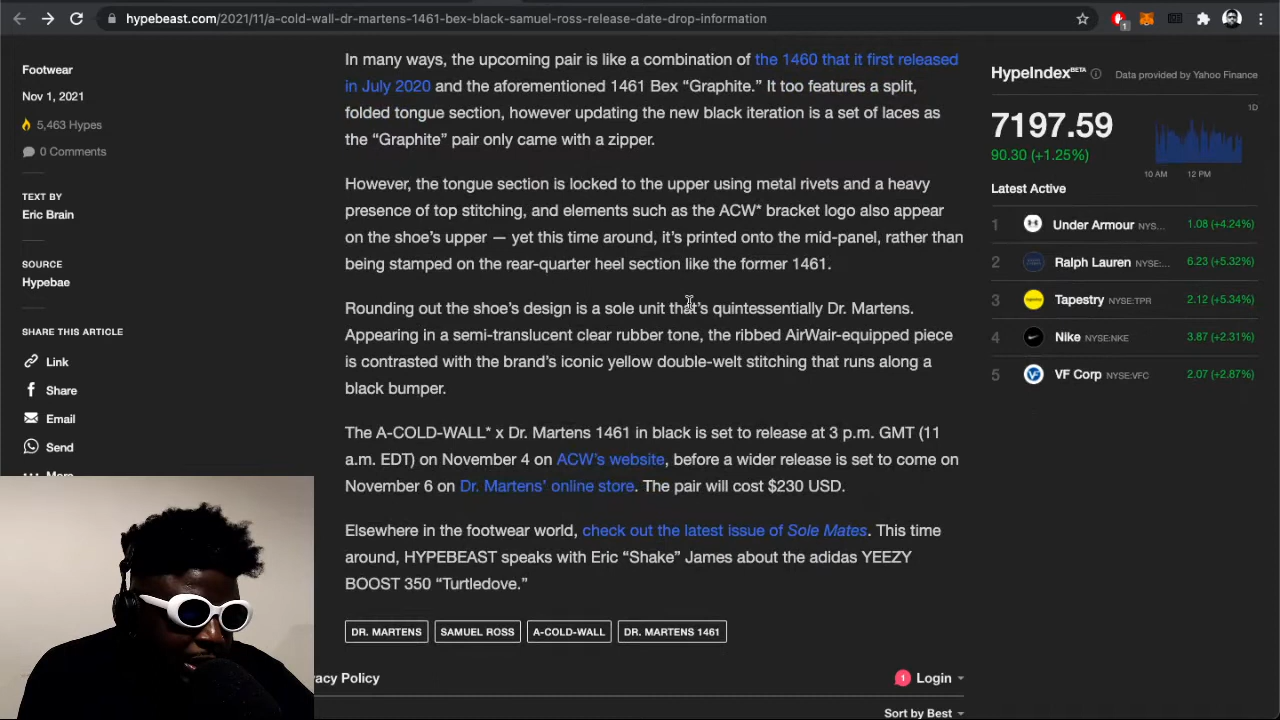 hypebeast.com/2021/11/a-cold-wall-dr-martens-1461-bex-black-samuel-ross-release-date-drop-information
1
Footwear
Nov 1, 2021
5,463 Hypes
0 Comments
TEXT BY
Eric Brain
SOURCE
Hypebae
SHARE THIS ARTICLE
Link
Share
Email
Send
More
In many ways, the upcoming pair is like a combination of the 1460 that it first released
in July 2020 and the aforementioned 1461 Bex “Graphite.” It too features a split,
folded tongue section, however updating the new black iteration is a set of laces as
the “Graphite” pair only came with a zipper.
However, the tongue section is locked to the upper using metal rivets and a heavy
presence of top stitching, and elements such as the ACW* bracket logo also appear
on the shoe’s upper — yet this time around, it’s printed onto the mid-panel, rather than
being stamped on the rear-quarter heel section like the former 1461.
Rounding out the shoe’s design is a sole unit that’s quintessentially Dr. Martens.
Appearing in a semi-translucent clear rubber tone, the ribbed AirWair-equipped piece
is contrasted with the brand’s iconic yellow double-welt stitching that runs along a
black bumper.
The A-COLD-WALL* x Dr. Martens 1461 in black is set to release at 3 p.m. GMT (11
a.m. EDT) on November 4 on ACW’s website, before a wider release is set to come on
November 6 on Dr. Martens’ online store. The pair will cost $230 USD.
Elsewhere in the footwear world, check out the latest issue of Sole Mates. This time
around, HYPEBEAST speaks with Eric “Shake” James about the adidas YEEZY
BOOST 350 “Turtledove.”
DR. MARTENS SAMUEL ROSS A-COLD-WALL DR. MARTENS 1461
vacy Policy
1 Login
Sort by Best
HypeIndex BETA Data provided by Yahoo Finance
7197.59
90.30 (+1.25%)
1D
10 AM 12 PM
Latest Active
1 Under Armour NYS... 1.08 (+4.24%)
2 Ralph Lauren NYSE:... 6.23 (+5.32%)
3 Tapestry NYSE:TPR 2.12 (+5.34%)
4 Nike NYSE:NKE 3.87 (+2.31%)
5 VF Corp NYSE:VFC 2.07 (+2.87%)